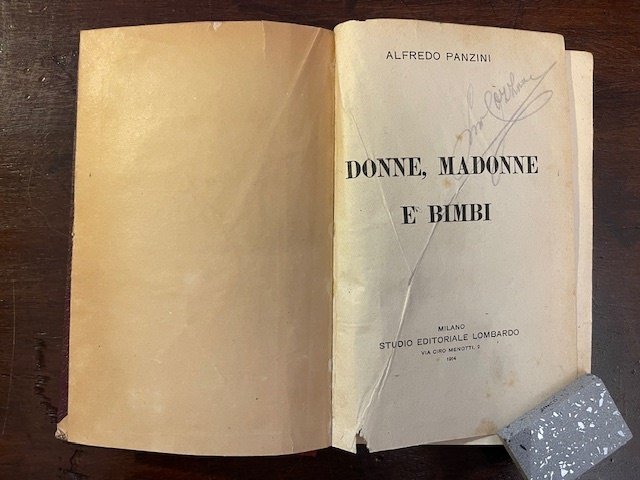 ALFREDO PANZINI
DONNE, MADONNE
E BIMBI
MILANO
STUDIO EDITORIALE LOMBARDO
VIA CIRO MENOTTI, 2
1914